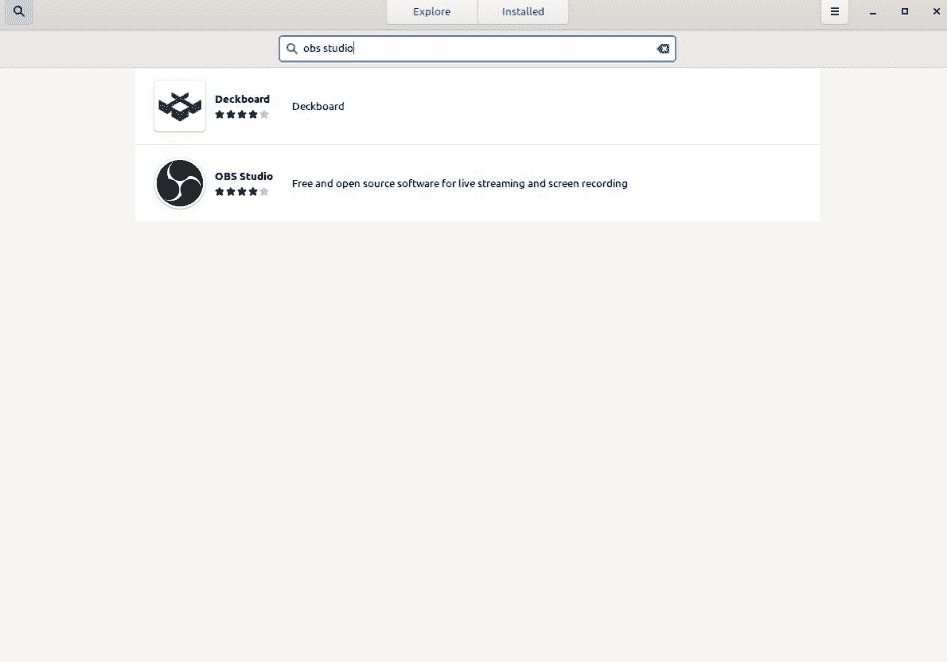 Explore
Installed
obs studio
Deckboard
Deckboard
OBS Studio
Free and open source software for live streaming and screen recording